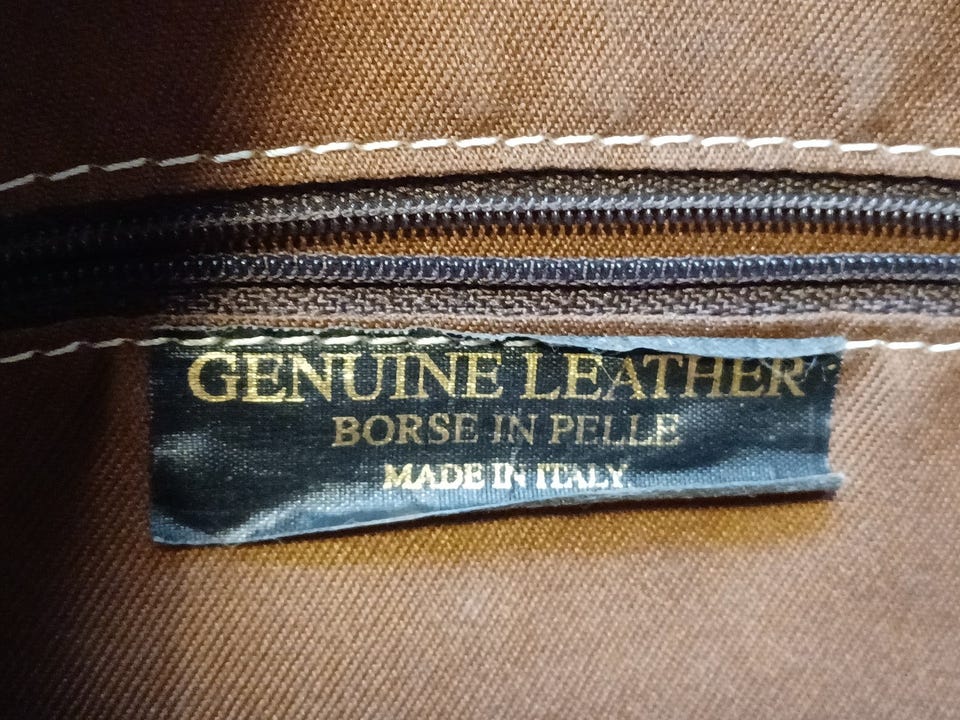 GENUINE LEATHER
BORSE IN PELLE
MADE IN ITALY